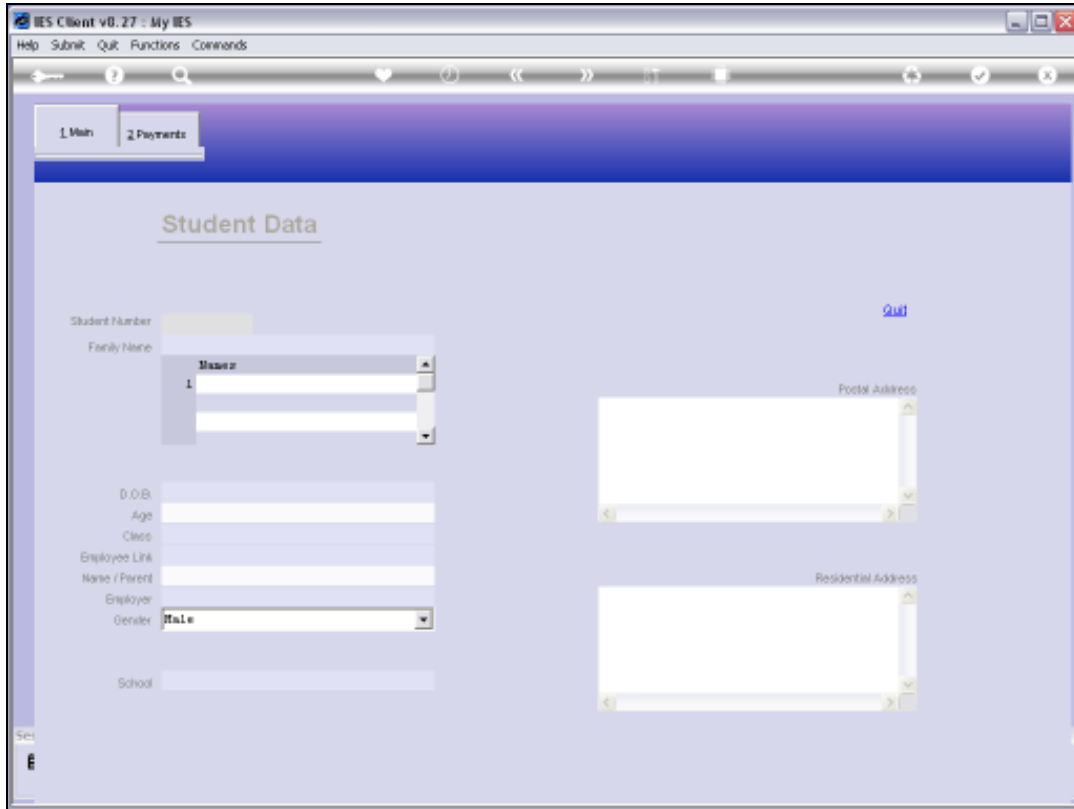 IES Client v8.27 : My IES
Help Submit Quit Functions Commands
1 Main 2 Payments
Student Data
Quit
Student Number
Family Name
Names
1
Postal Address
D.O.B.
Age
Class
Employee Link
Name / Parent
Residential Address
Employer
Gender Male
School